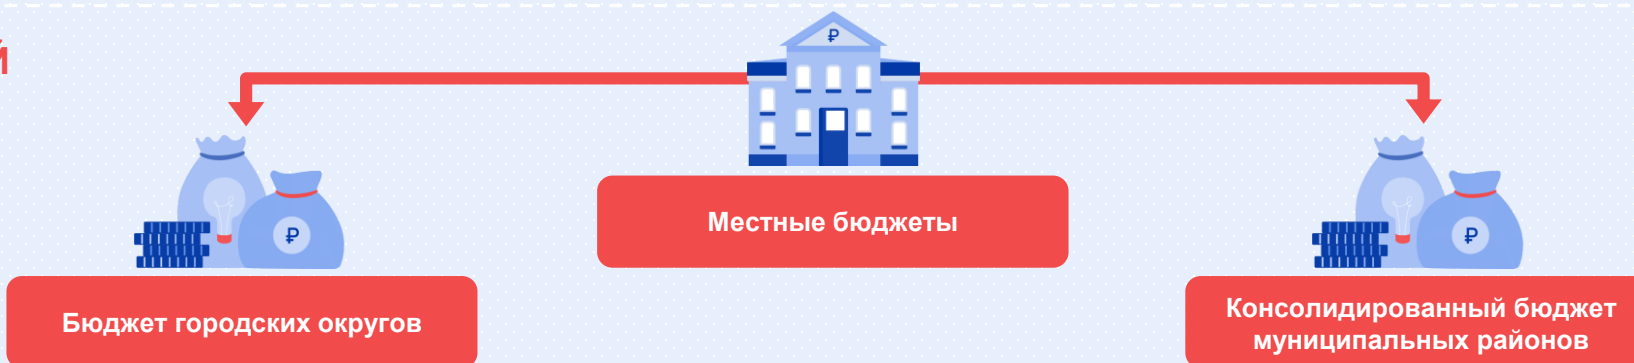 Й
₽
Местные бюджеты
₽
₽
Бюджет городских округов
Консолидированный бюджет
муниципальных районов